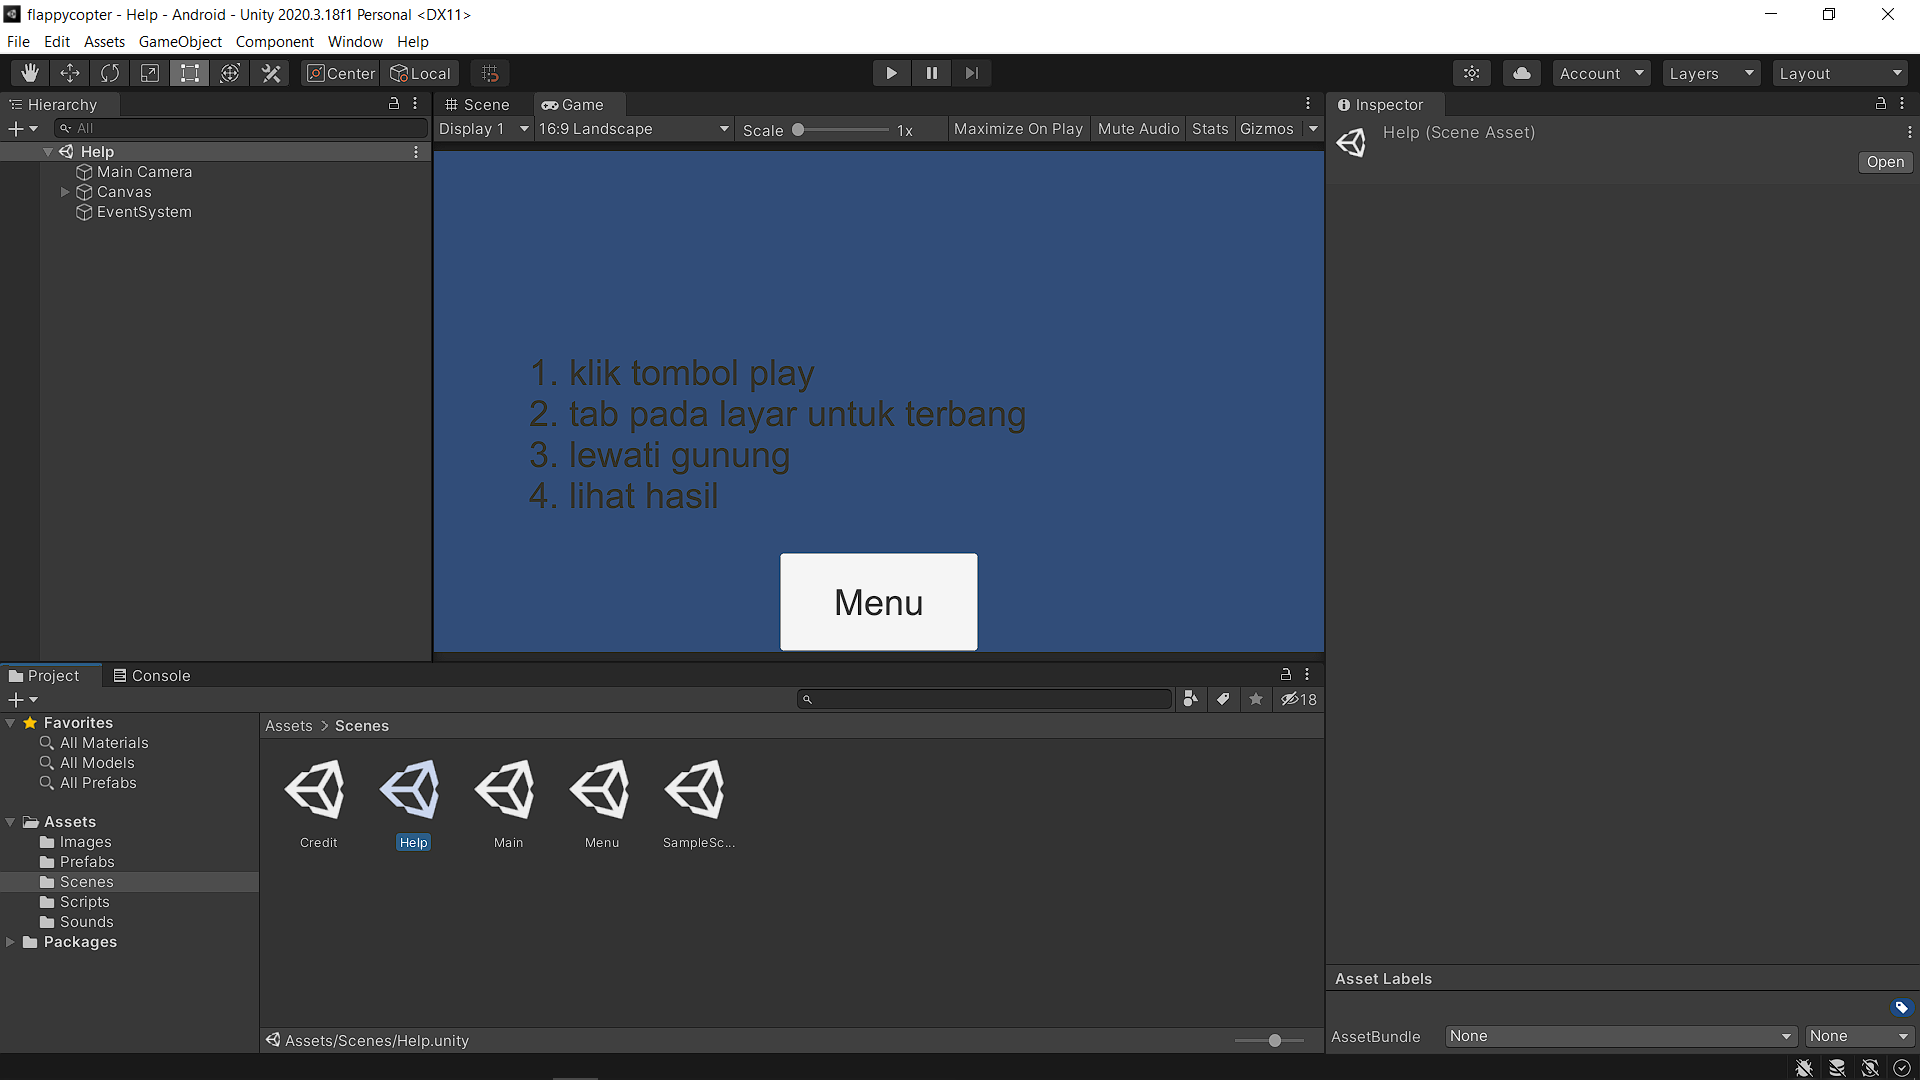 flappycopter - Help - Android - Unity 2020.3.18f1 Personal <DX11>
File Edit Assets GameObject Component Window Help
Center Local Account Layers Layout
Hierarchy
All
Help
Main Camera
Canvas
EventSystem
Scene Game
Display 1 16:9 Landscape Scale 1x Maximize On Play Mute Audio Stats Gizmos
1. klik tombol play
2. tab pada layar untuk terbang
3. lewati gunung
4. lihat hasil
Menu
Inspector
Help (Scene Asset)
Open
Project Console
18
Favorites
All Materials
All Models
All Prefabs
Assets
Images
Prefabs
Scenes
Scripts
Sounds
Packages
Assets > Scenes
Credit Help Main Menu SampleSc...
Assets/Scenes/Help.unity
Asset Labels
AssetBundle None None